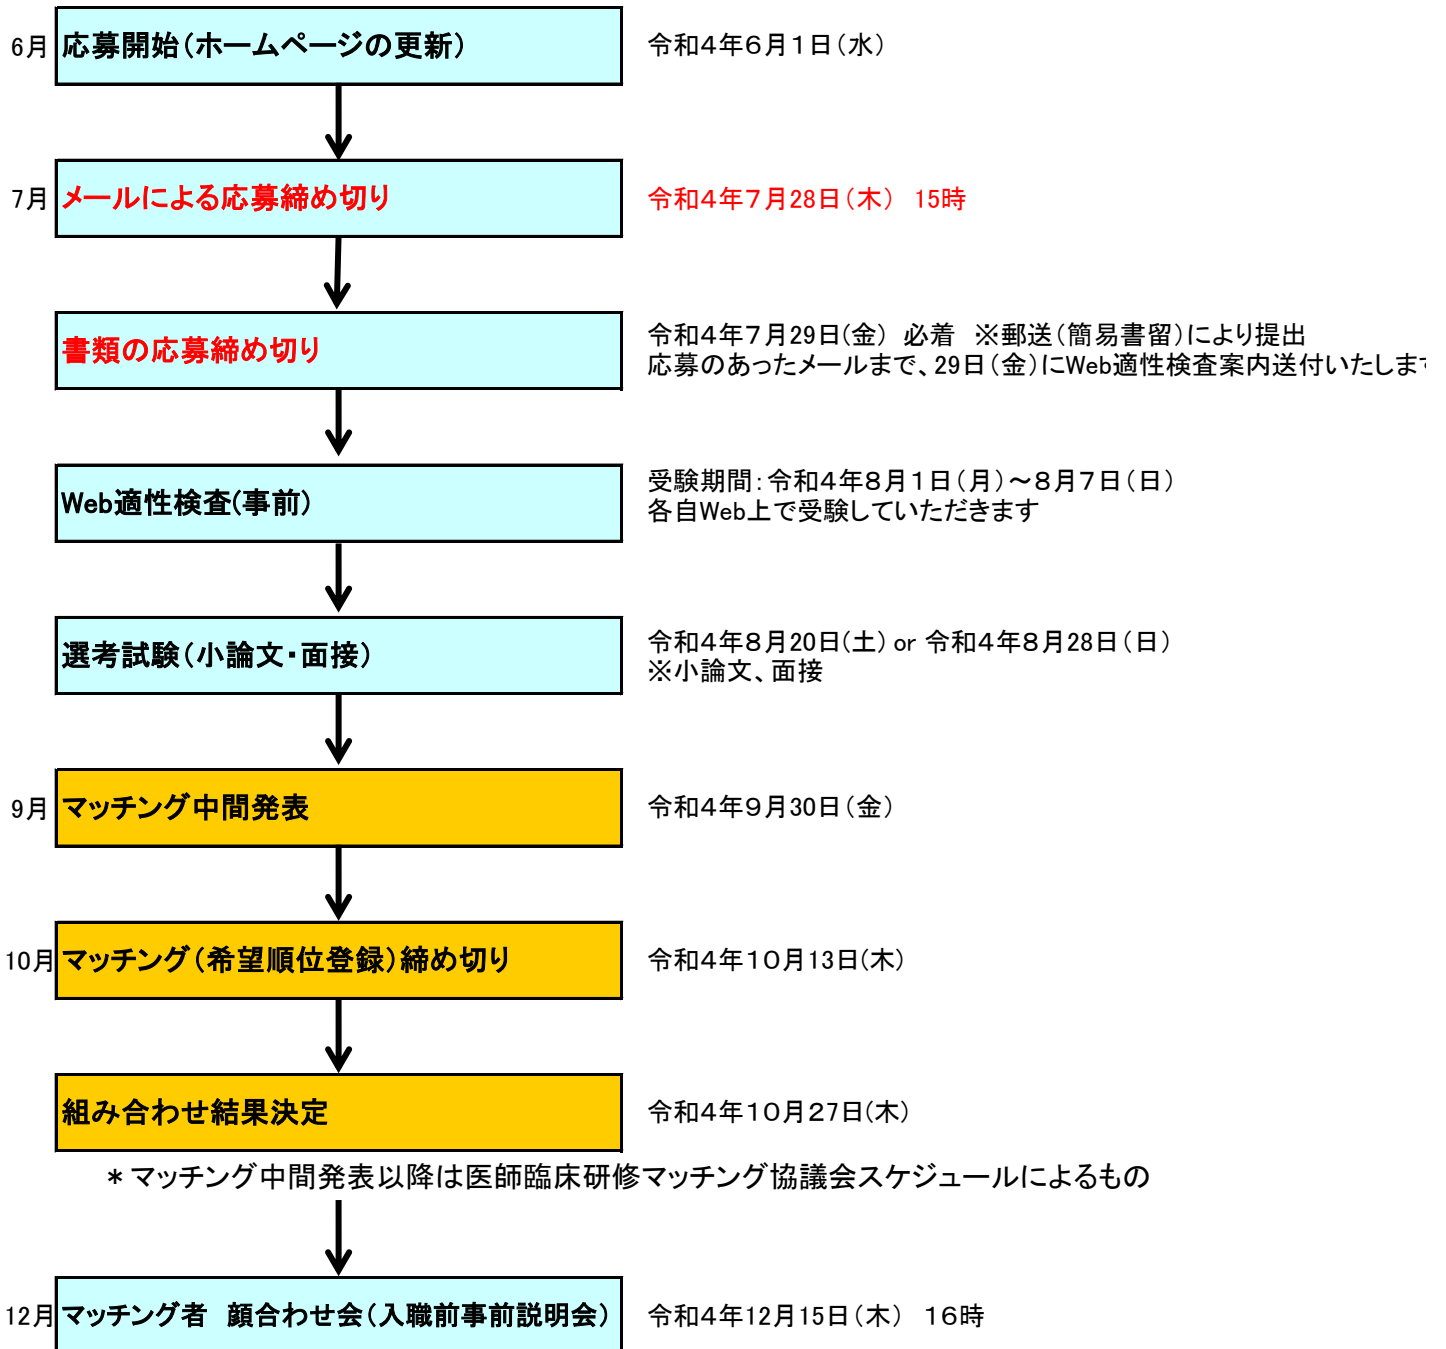 6月 応募開始（ホームページの更新） 令和４年６月１日（水）
7月 メールによる応募締め切り 令和４年７月28日（木） 15時
書類の応募締め切り 令和４年７月29日(金) 必着 ※郵送（簡易書留）により提出
応募のあったメールまで、29日（金）にWeb適性検査案内送付いたしま
Web適性検査(事前） 受験期間：令和４年８月１日（月）～８月７日（日）
各自Web上で受験していただきます
選考試験（小論文・面接） 令和４年８月20日(土） or 令和４年８月28日（日）
※小論文、面接
9月 マッチング中間発表 令和４年９月30日（金）
10月 マッチング（希望順位登録）締め切り 令和４年１０月13日(木）
組み合わせ結果決定 令和４年１０月２7日(木）
＊マッチング中間発表以降は医師臨床研修マッチング協議会スケジュールによるもの
12月 マッチング者　顔合わせ会（入職前事前説明会） 令和４年12月15日（木） １６時